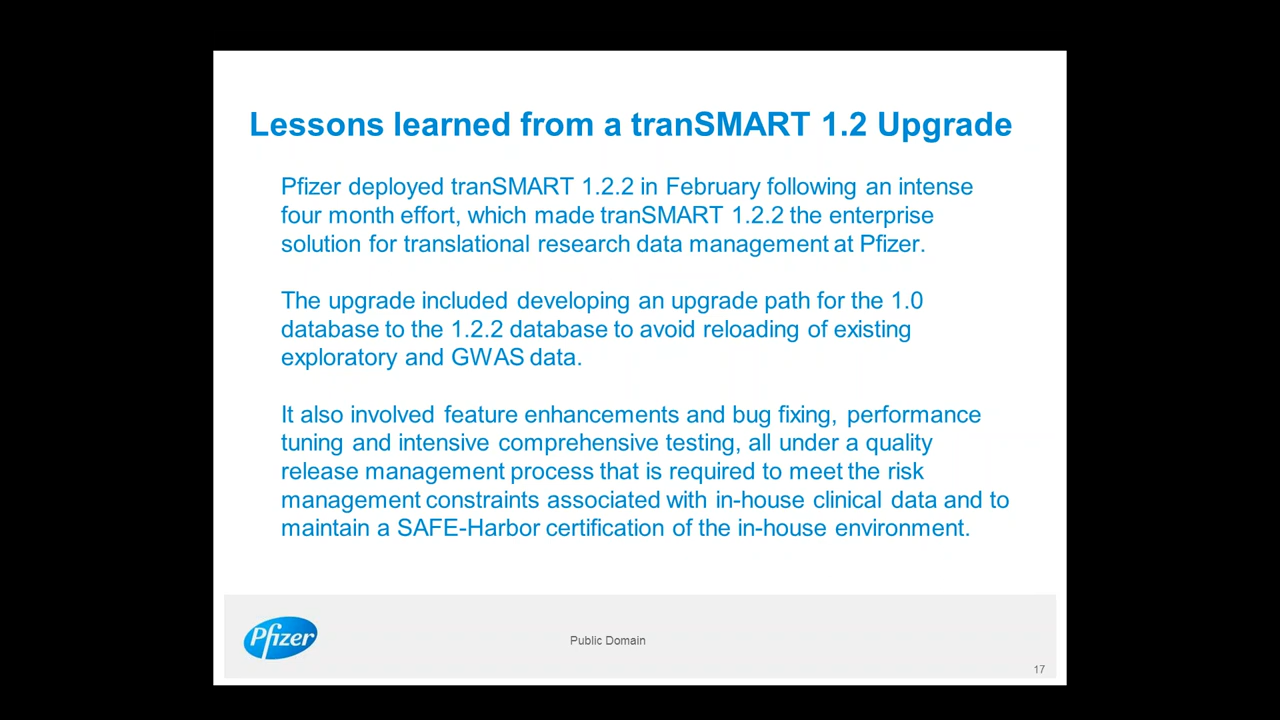 Lessons learned from a tranSMART 1.2 Upgrade
Pfizer deployed tranSMART 1.2.2 in February following an intense
four month effort, which made tranSMART 1.2.2 the enterprise
solution for translational research data management at Pfizer.
The upgrade included developing an upgrade path for the 1.0
database to the 1.2.2 database to avoid reloading of existing
exploratory and GWAS data.
It also involved feature enhancements and bug fixing, performance
tuning and intensive comprehensive testing, all under a quality
release management process that is required to meet the risk
management constraints associated with in-house clinical data and to
maintain a SAFE-Harbor certification of the in-house environment.
Pfizer
Public Domain
17